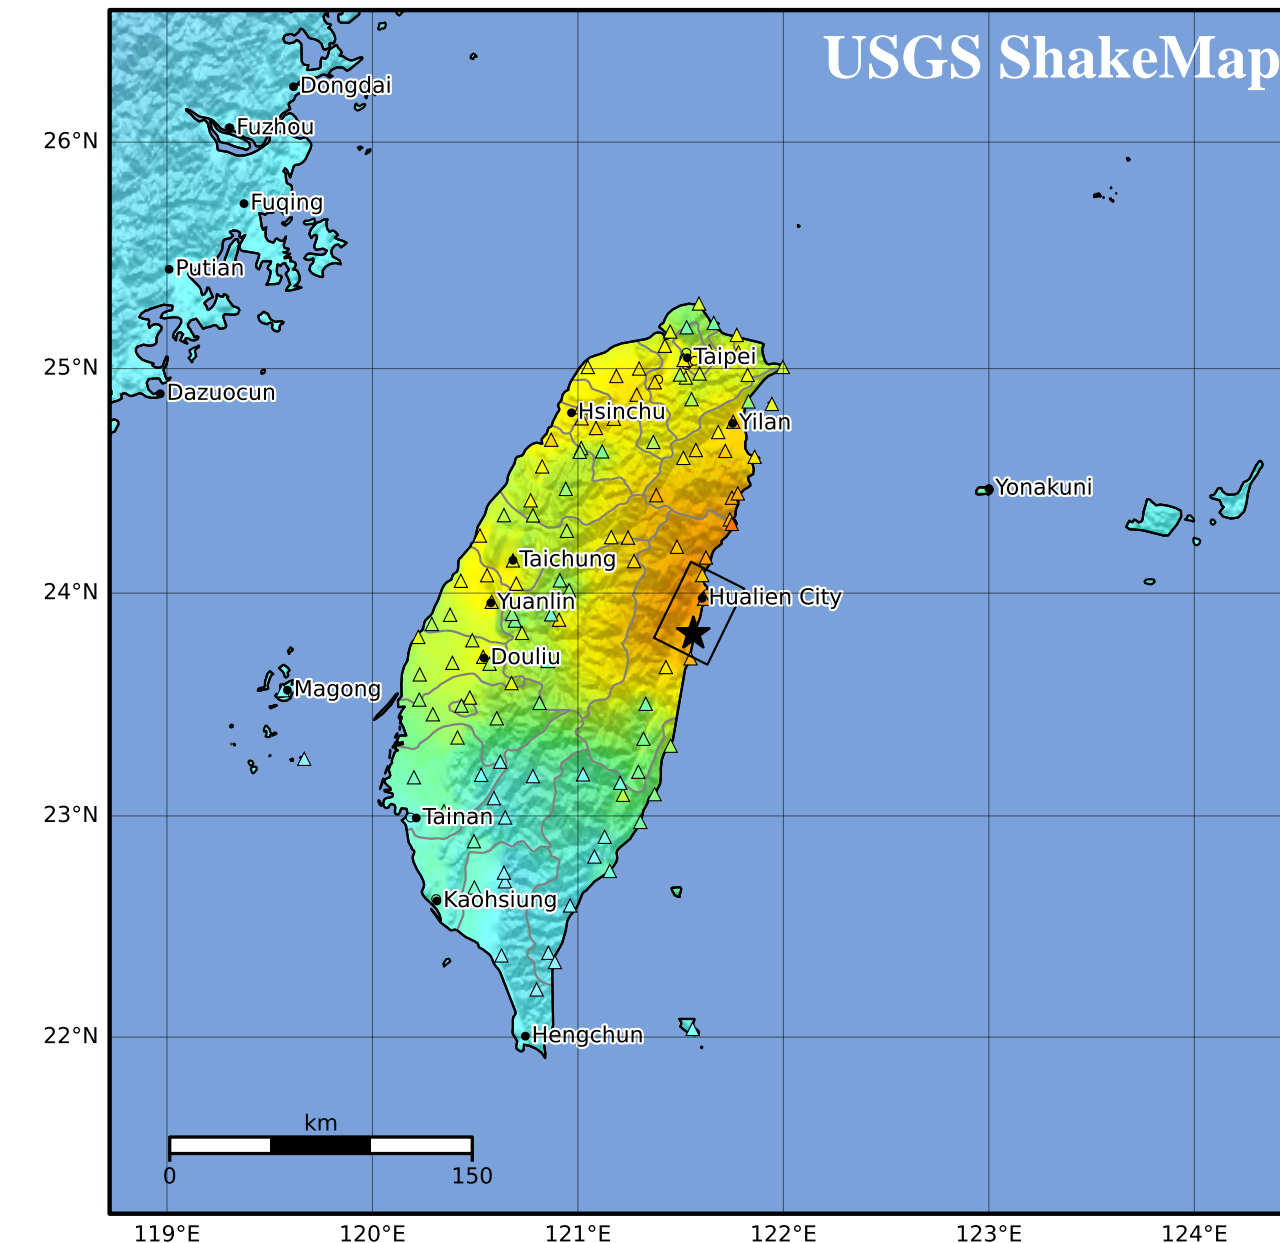 USGS ShakeMap
Dongdai
Fuzhou
26°N
Fuqing
Putian
Taipei
25°N
Dazuocun
Hsinchu
Yilan
Yonakuni
Taichung
24°N
Hualien City
Yuanlin
Douliu
Magong
23°N
Tainan
Kaohsiung
22°N
Hengchun
km
0 150
119°E 120°E 121°E 122°E 123°E 124°E